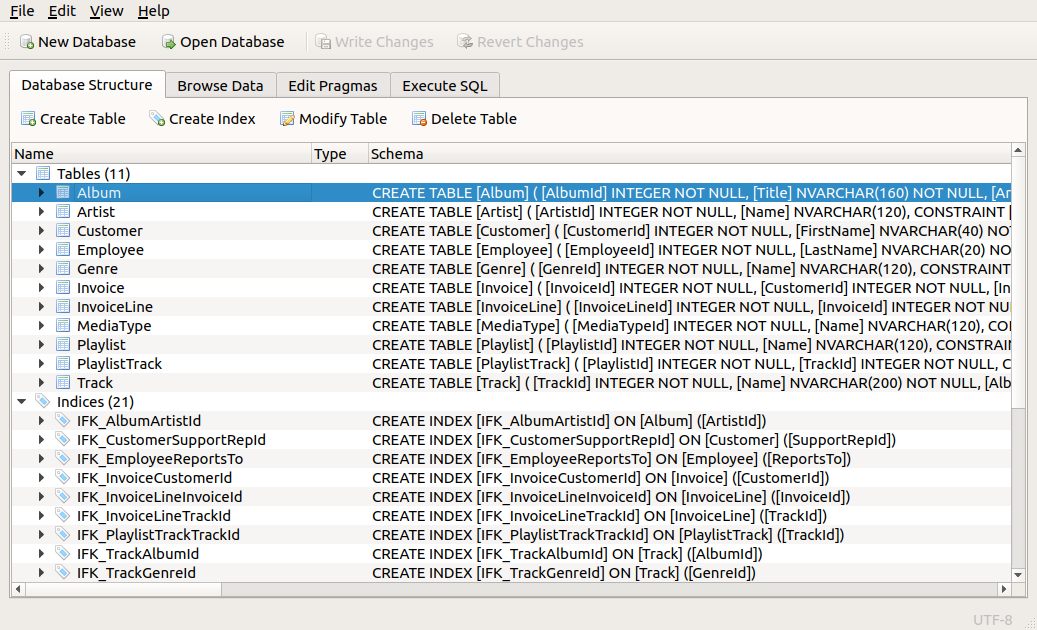 File Edit View Help
New Database Open Database Write Changes Revert Changes
Database Structure Browse Data Edit Pragmas Execute SQL
Create Table Create Index Modify Table Delete Table
Name Type Schema
Tables (11)
Album CREATE TABLE [Album] ( [AlbumId] INTEGER NOT NULL, [Title] NVARCHAR(160) NOT NULL, [Ar
Artist CREATE TABLE [Artist] ( [ArtistId] INTEGER NOT NULL, [Name] NVARCHAR(120), CONSTRAINT [
Customer CREATE TABLE [Customer] ( [CustomerId] INTEGER NOT NULL, [FirstName] NVARCHAR(40) NO
Employee CREATE TABLE [Employee] ( [EmployeeId] INTEGER NOT NULL, [LastName] NVARCHAR(20) NO
Genre CREATE TABLE [Genre] ( [GenreId] INTEGER NOT NULL, [Name] NVARCHAR(120), CONSTRAINT
Invoice CREATE TABLE [Invoice] ( [InvoiceId] INTEGER NOT NULL, [CustomerId] INTEGER NOT NULL, [In
InvoiceLine CREATE TABLE [InvoiceLine] ( [InvoiceLineId] INTEGER NOT NULL, [InvoiceId] INTEGER NOT NUL
MediaType CREATE TABLE [MediaType] ( [MediaTypeId] INTEGER NOT NULL, [Name] NVARCHAR(120), CO
Playlist CREATE TABLE [Playlist] ( [PlaylistId] INTEGER NOT NULL, [Name] NVARCHAR(120), CONSTRAI
PlaylistTrack CREATE TABLE [PlaylistTrack] ( [PlaylistId] INTEGER NOT NULL, [TrackId] INTEGER NOT NULL, C
Track CREATE TABLE [Track] ( [TrackId] INTEGER NOT NULL, [Name] NVARCHAR(200) NOT NULL, [Alb
Indices (21)
IFK_AlbumArtistId CREATE INDEX [IFK_AlbumArtistId] ON [Album] ([ArtistId])
IFK_CustomerSupportRepId CREATE INDEX [IFK_CustomerSupportRepId] ON [Customer] ([SupportRepId])
IFK_EmployeeReportsTo CREATE INDEX [IFK_EmployeeReportsTo] ON [Employee] ([ReportsTo])
IFK_InvoiceCustomerId CREATE INDEX [IFK_InvoiceCustomerId] ON [Invoice] ([CustomerId])
IFK_InvoiceLineInvoiceId CREATE INDEX [IFK_InvoiceLineInvoiceId] ON [InvoiceLine] ([InvoiceId])
IFK_InvoiceLineTrackId CREATE INDEX [IFK_InvoiceLineTrackId] ON [InvoiceLine] ([TrackId])
IFK_PlaylistTrackTrackId CREATE INDEX [IFK_PlaylistTrackTrackId] ON [PlaylistTrack] ([TrackId])
IFK_TrackAlbumId CREATE INDEX [IFK_TrackAlbumId] ON [Track] ([AlbumId])
IFK_TrackGenreId CREATE INDEX [IFK_TrackGenreId] ON [Track] ([GenreId])
UTF-8